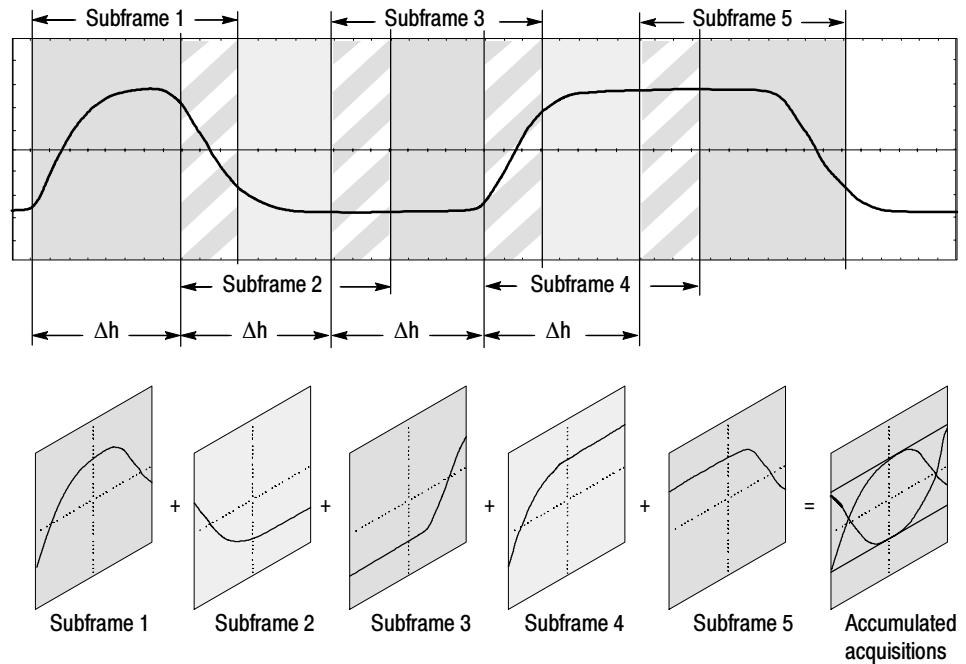 Subframe 1
Subframe 3
Subframe 5
Subframe 2
Subframe 4
Δh
Δh
Δh
Δh
+
+
+
+
=
Subframe 1
Subframe 2
Subframe 3
Subframe 4
Subframe 5
Accumulated
acquisitions